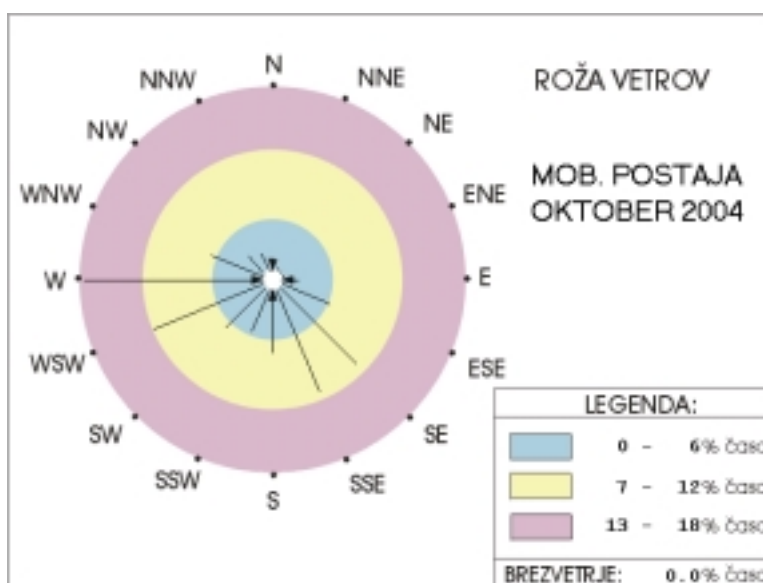 ROŽA VETROV
MOB. POSTAJA
OKTOBER 2004
N
NNE
NE
ENE
E
ESE
SE
SSE
S
SSW
SW
WSW
W
WNW
NW
NNW
LEGENDA:
0 - 6% časa
7 - 12% časa
13 - 18% časa
BREZVETRJE: 0.0% časa